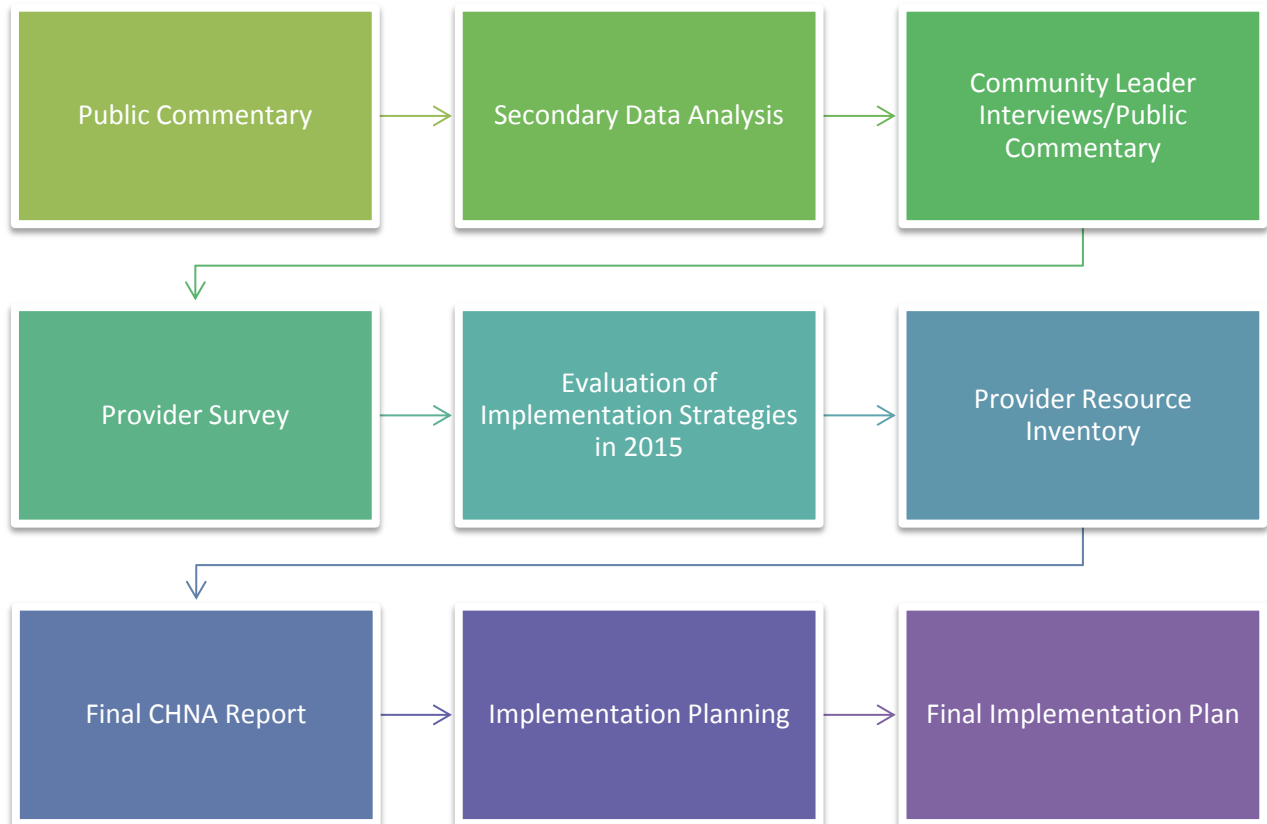 Public Commentary
Secondary Data Analysis
Community Leader
Interviews/Public
Commentary
Provider Survey
Evaluation of
Implementation Strategies
in 2015
Provider Resource
Inventory
Final CHNA Report
Implementation Planning
Final Implementation Plan